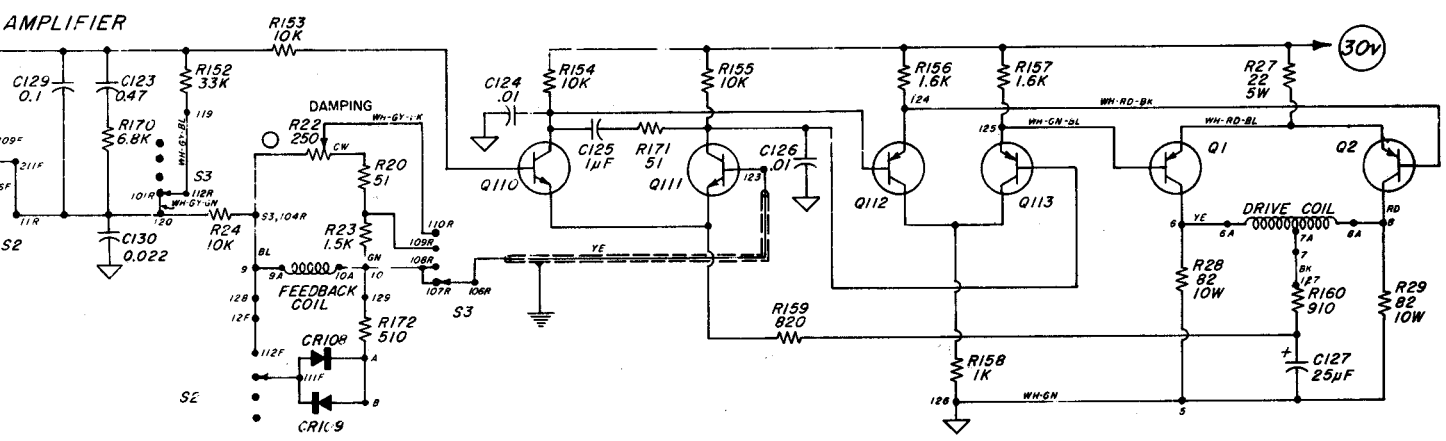 AMPLIFIER
R153
10K
30V
C129
0.1
C123
0.47
R152
33K
119
R170
6.8K
WH-GY-BL
S3
101R
112R
WH-GY-GN
120
109F
211F
11R
S2
C130
0.022
R24
10K
DAMPING
R22
250
CW
R20
51
S3, 104R
R23
1.5K
BL
GN
9
9A
10A
10
FEEDBACK
COIL
110R
109R
108R
107R
106R
S3
YE
128
12F
129
R172
510
112F
111F
S2
CR108
A
B
CR109
C124
.01
R154
10K
R155
10K
C125
1µF
R171
51
C126
.01
123
Q110
Q111
R156
1.6K
R157
1.6K
124
125
WH-RD-BK
WH-GN-BL
WH-RD-BL
Q112
Q113
R27
22
5W
Q1
Q2
6
YE
6A
DRIVE COIL
7A
8A
RD
8
7
BK
127
R28
82
10W
R160
910
R29
82
10W
R159
820
R158
1K
+
C127
25µF
126
WH-GN
5